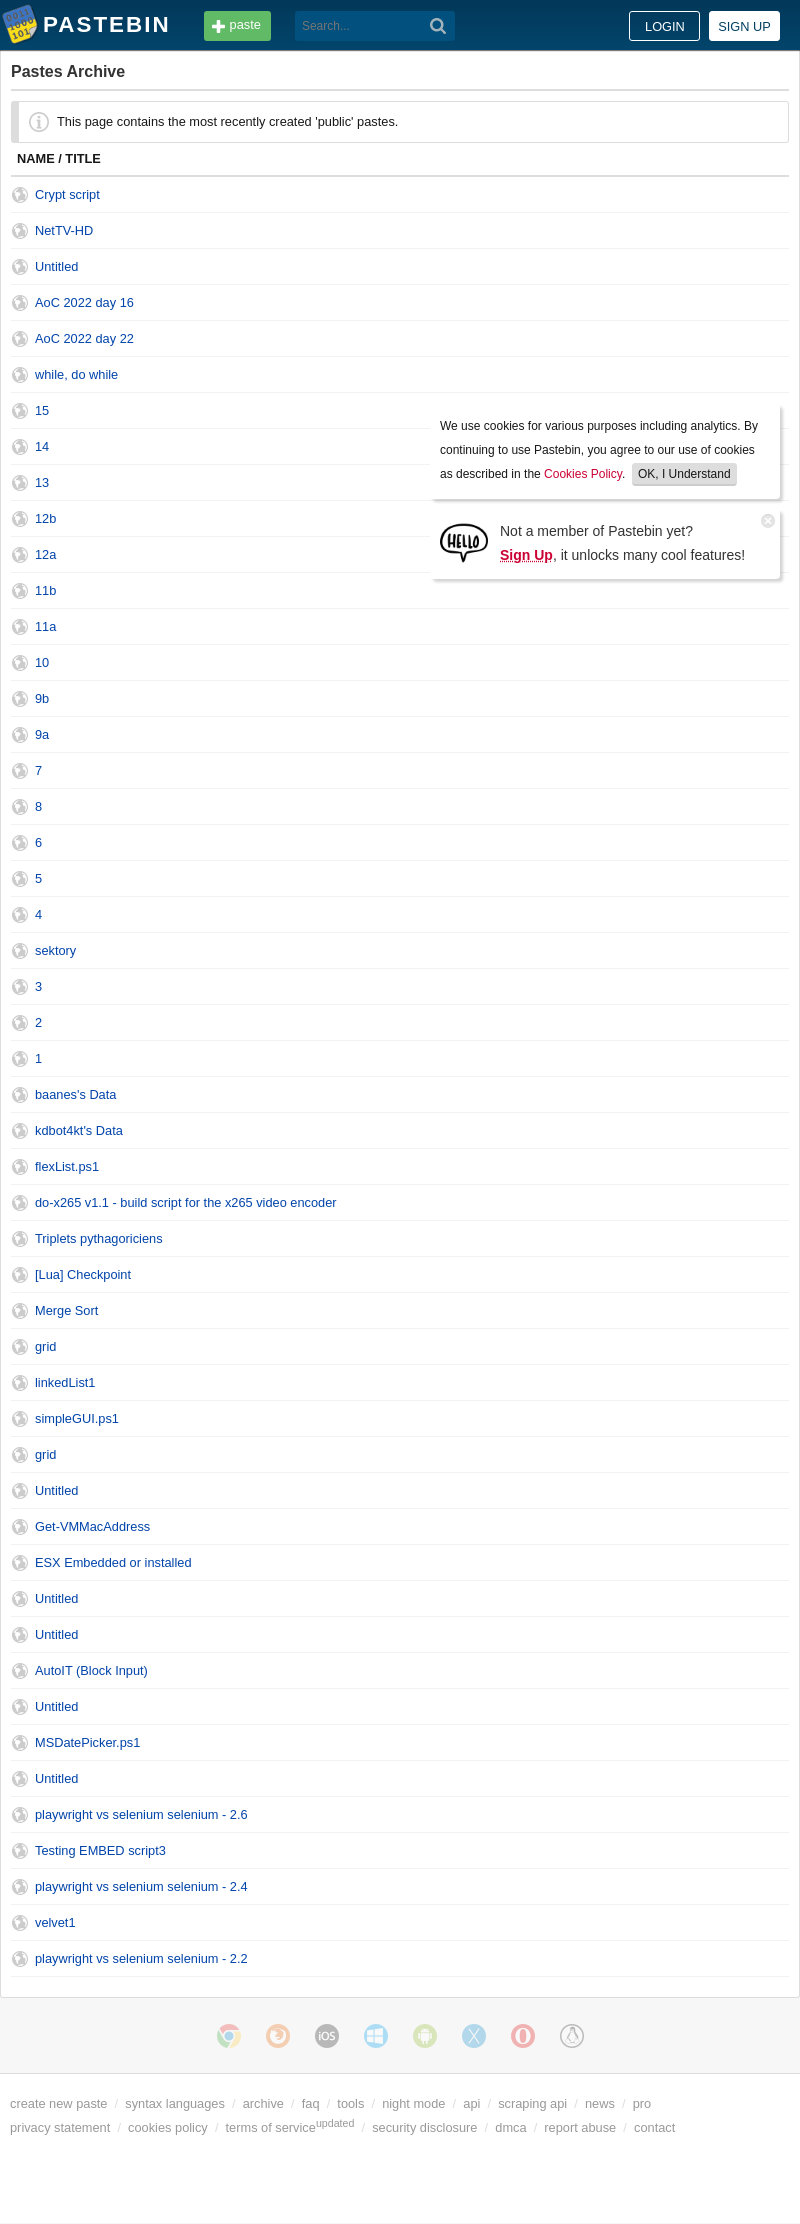 PASTEBIN
paste
Search...
LOGIN
SIGN UP
Pastes Archive
This page contains the most recently created 'public' pastes.
NAME / TITLE
Crypt script
NetTV-HD
Untitled
AoC 2022 day 16
AoC 2022 day 22
while, do while
15
14
13
12b
12a
11b
11a
10
9b
9a
7
8
6
5
4
sektory
3
2
1
baanes's Data
kdbot4kt's Data
flexList.ps1
do-x265 v1.1 - build script for the x265 video encoder
Triplets pythagoriciens
[Lua] Checkpoint
Merge Sort
grid
linkedList1
simpleGUI.ps1
grid
Untitled
Get-VMMacAddress
ESX Embedded or installed
Untitled
Untitled
AutoIT (Block Input)
Untitled
MSDatePicker.ps1
Untitled
playwright vs selenium selenium - 2.6
Testing EMBED script3
playwright vs selenium selenium - 2.4
velvet1
playwright vs selenium selenium - 2.2
We use cookies for various purposes including analytics. By
continuing to use Pastebin, you agree to our use of cookies
as described in the Cookies Policy. OK, I Understand
HELLO
Not a member of Pastebin yet?
Sign Up, it unlocks many cool features!
iOS
create new paste / syntax languages / archive / faq / tools / night mode / api / scraping api / news / pro
privacy statement / cookies policy / terms of service updated / security disclosure / dmca / report abuse / contact